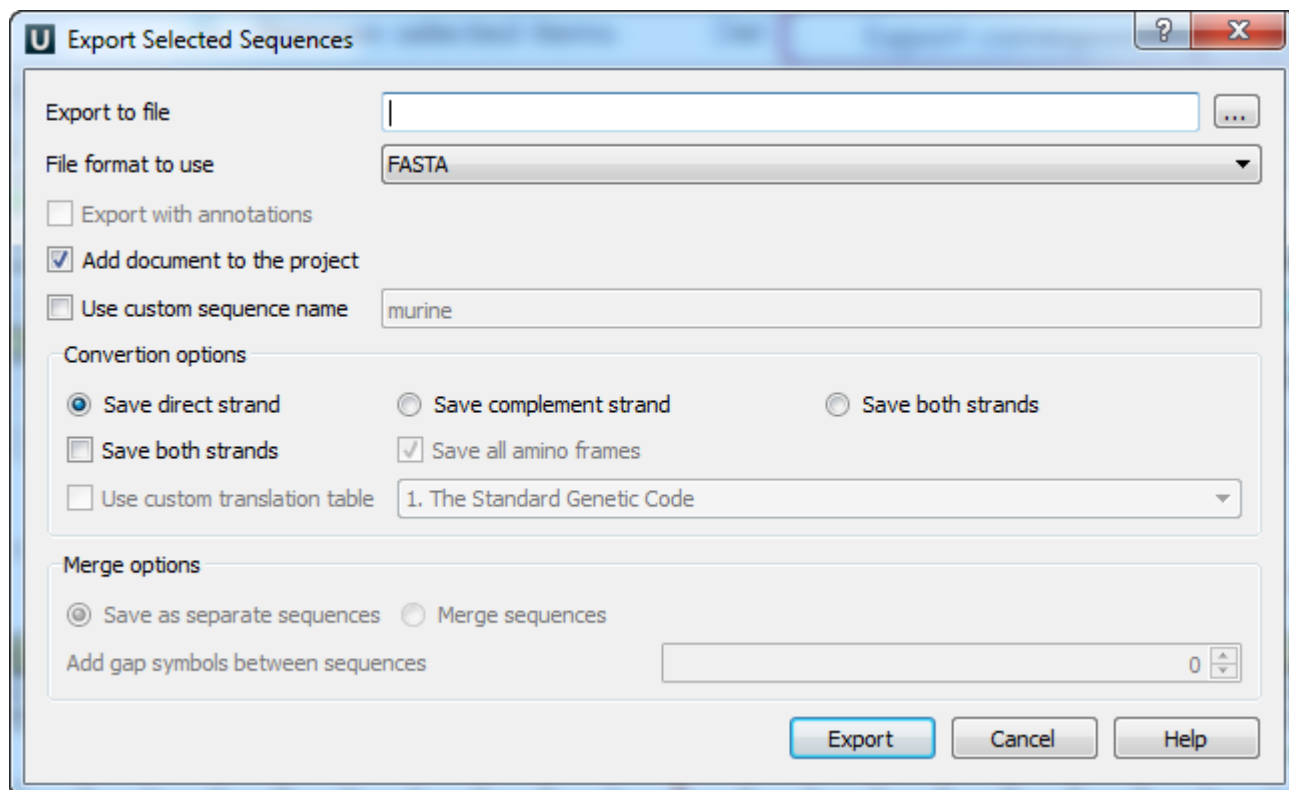 U Export Selected Sequences
Export to file ...
File format to use FASTA
Export with annotations
Add document to the project
Use custom sequence name murine
Convertion options
Save direct strand Save complement strand Save both strands
Save both strands Save all amino frames
Use custom translation table 1. The Standard Genetic Code
Merge options
Save as separate sequences Merge sequences
Add gap symbols between sequences 0
Export Cancel Help